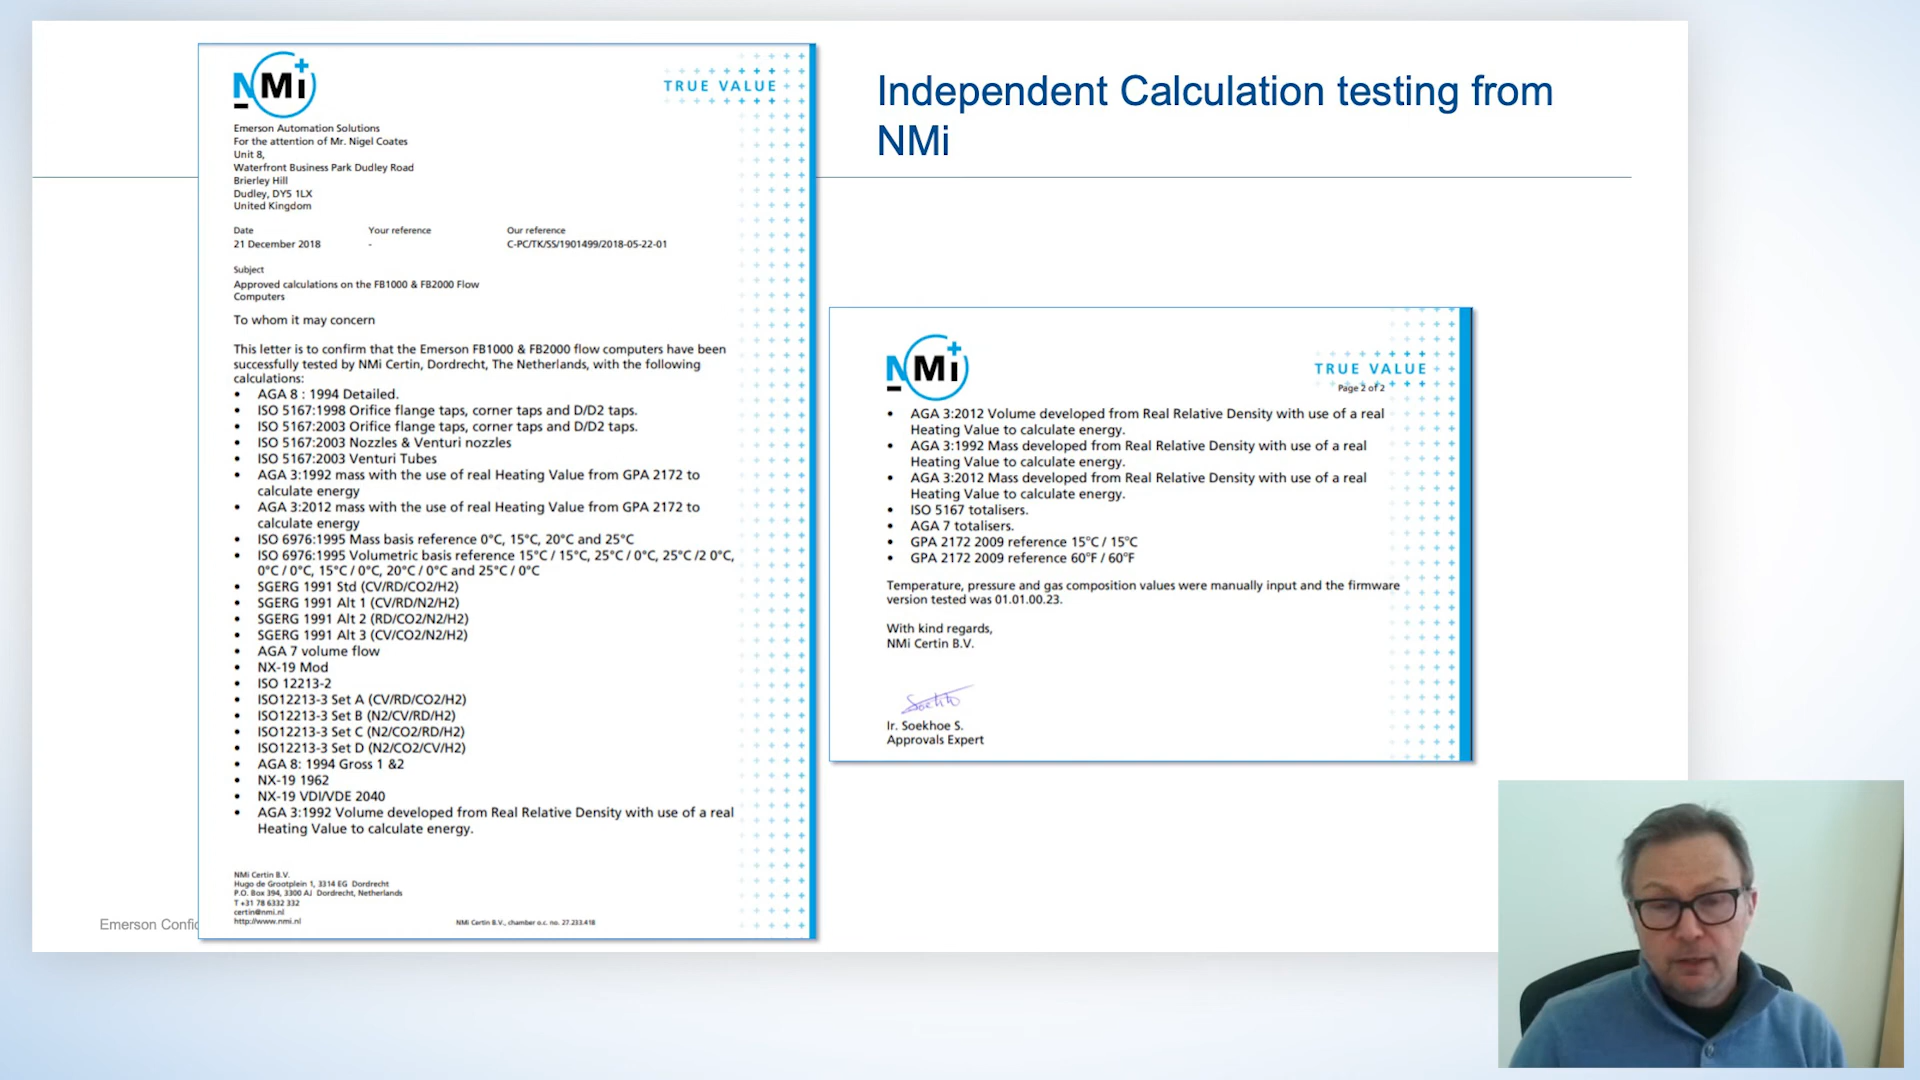 NMi
TRUE VALUE
Emerson Automation Solutions
For the attention of Mr. Nigel Coates
Unit 8,
Waterfront Business Park Dudley Road
Brierley Hill
Dudley, DY5 1LX
United Kingdom
Date Your reference Our reference
21 December 2018 - C-PC/TK/SS/1901499/2018-05-22-01
Subject
Approved calculations on the FB1000 & FB2000 Flow
Computers
To whom it may concern
This letter is to confirm that the Emerson FB1000 & FB2000 flow computers have been
successfully tested by NMi Certin, Dordrecht, The Netherlands, with the following
calculations:
• AGA 8 : 1994 Detailed.
• ISO 5167:1998 Orifice flange taps, corner taps and D/D2 taps.
• ISO 5167:2003 Orifice flange taps, corner taps and D/D2 taps.
• ISO 5167:2003 Nozzles & Venturi nozzles
• ISO 5167:2003 Venturi Tubes
• AGA 3:1992 mass with the use of real Heating Value from GPA 2172 to
calculate energy
• AGA 3:2012 mass with the use of real Heating Value from GPA 2172 to
calculate energy
• ISO 6976:1995 Mass basis reference 0°C, 15°C, 20°C and 25°C
• ISO 6976:1995 Volumetric basis reference 15°C / 15°C, 25°C / 0°C, 25°C /2 0°C,
0°C / 0°C, 15°C / 0°C, 20°C / 0°C and 25°C / 0°C
• SGERG 1991 Std (CV/RD/CO2/H2)
• SGERG 1991 Alt 1 (CV/RD/N2/H2)
• SGERG 1991 Alt 2 (RD/CO2/N2/H2)
• SGERG 1991 Alt 3 (CV/CO2/N2/H2)
• AGA 7 volume flow
• NX-19 Mod
• ISO 12213-2
• ISO12213-3 Set A (CV/RD/CO2/H2)
• ISO12213-3 Set B (N2/CV/RD/H2)
• ISO12213-3 Set C (N2/CO2/RD/H2)
• ISO12213-3 Set D (N2/CO2/CV/H2)
• AGA 8: 1994 Gross 1 &2
• NX-19 1962
• NX-19 VDI/VDE 2040
• AGA 3:1992 Volume developed from Real Relative Density with use of a real
Heating Value to calculate energy.
NMi Certin B.V.
Hugo de Grootplein 1, 3314 EG Dordrecht
P.O. Box 394, 3300 AJ Dordrecht, Netherlands
T +31 78 6332 332
certin@nmi.nl
http://www.nmi.nl
NMi Certin B.V., chamber o.c. no. 27.233.418
Emerson Confid
Independent Calculation testing from
NMi
NMi
TRUE VALUE
Page 2 of 2
• AGA 3:2012 Volume developed from Real Relative Density with use of a real
Heating Value to calculate energy.
• AGA 3:1992 Mass developed from Real Relative Density with use of a real
Heating Value to calculate energy.
• AGA 3:2012 Mass developed from Real Relative Density with use of a real
Heating Value to calculate energy.
• ISO 5167 totalisers.
• AGA 7 totalisers.
• GPA 2172 2009 reference 15°C / 15°C
• GPA 2172 2009 reference 60°F / 60°F
Temperature, pressure and gas composition values were manually input and the firmware
version tested was 01.01.00.23.
With kind regards,
NMi Certin B.V.
Ir. Soekhoe S.
Approvals Expert